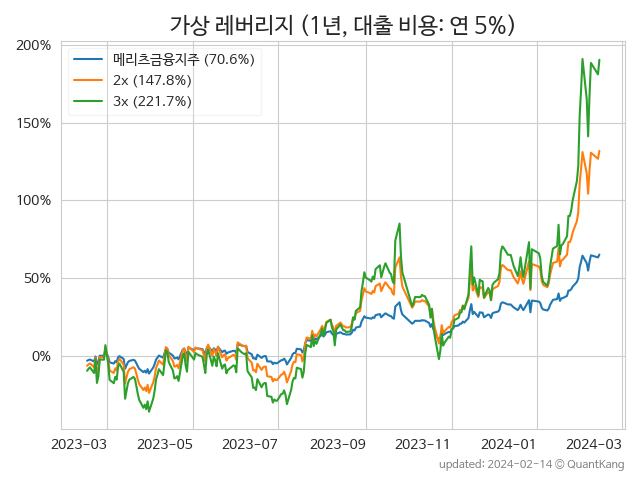 가상 레버리지 (1년, 대출 비용: 연 5%)
200%
150%
100%
50%
0%
메리츠금융지주 (70.6%)
2x (147.8%)
3x (221.7%)
2023-03 2023-05 2023-07 2023-09 2023-11 2024-01 2024-03
updated: 2024-02-14 © QuantKang